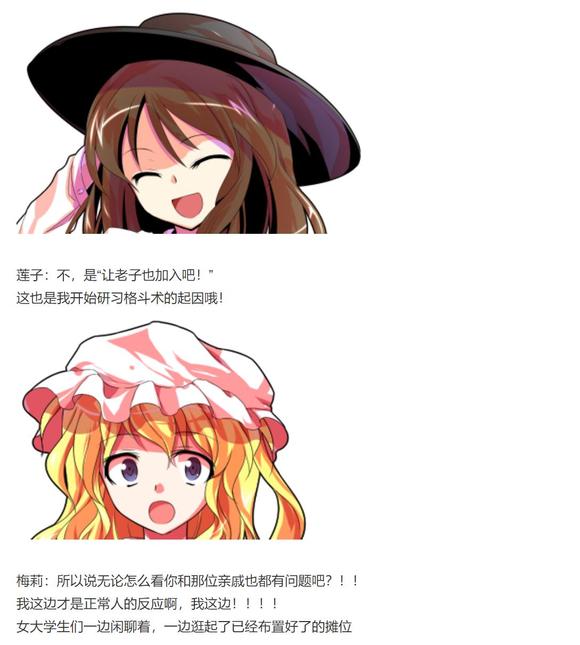 莲子：不，是“让老子也加入吧！”
这也是我开始研习格斗术的起因哦！
梅莉：所以说无论怎么看你和那位亲戚也都有问题吧？！！
我这边才是正常人的反应啊，我这边！！！！
女大学生们一边闲聊着，一边逛起了已经布置好了的摊位